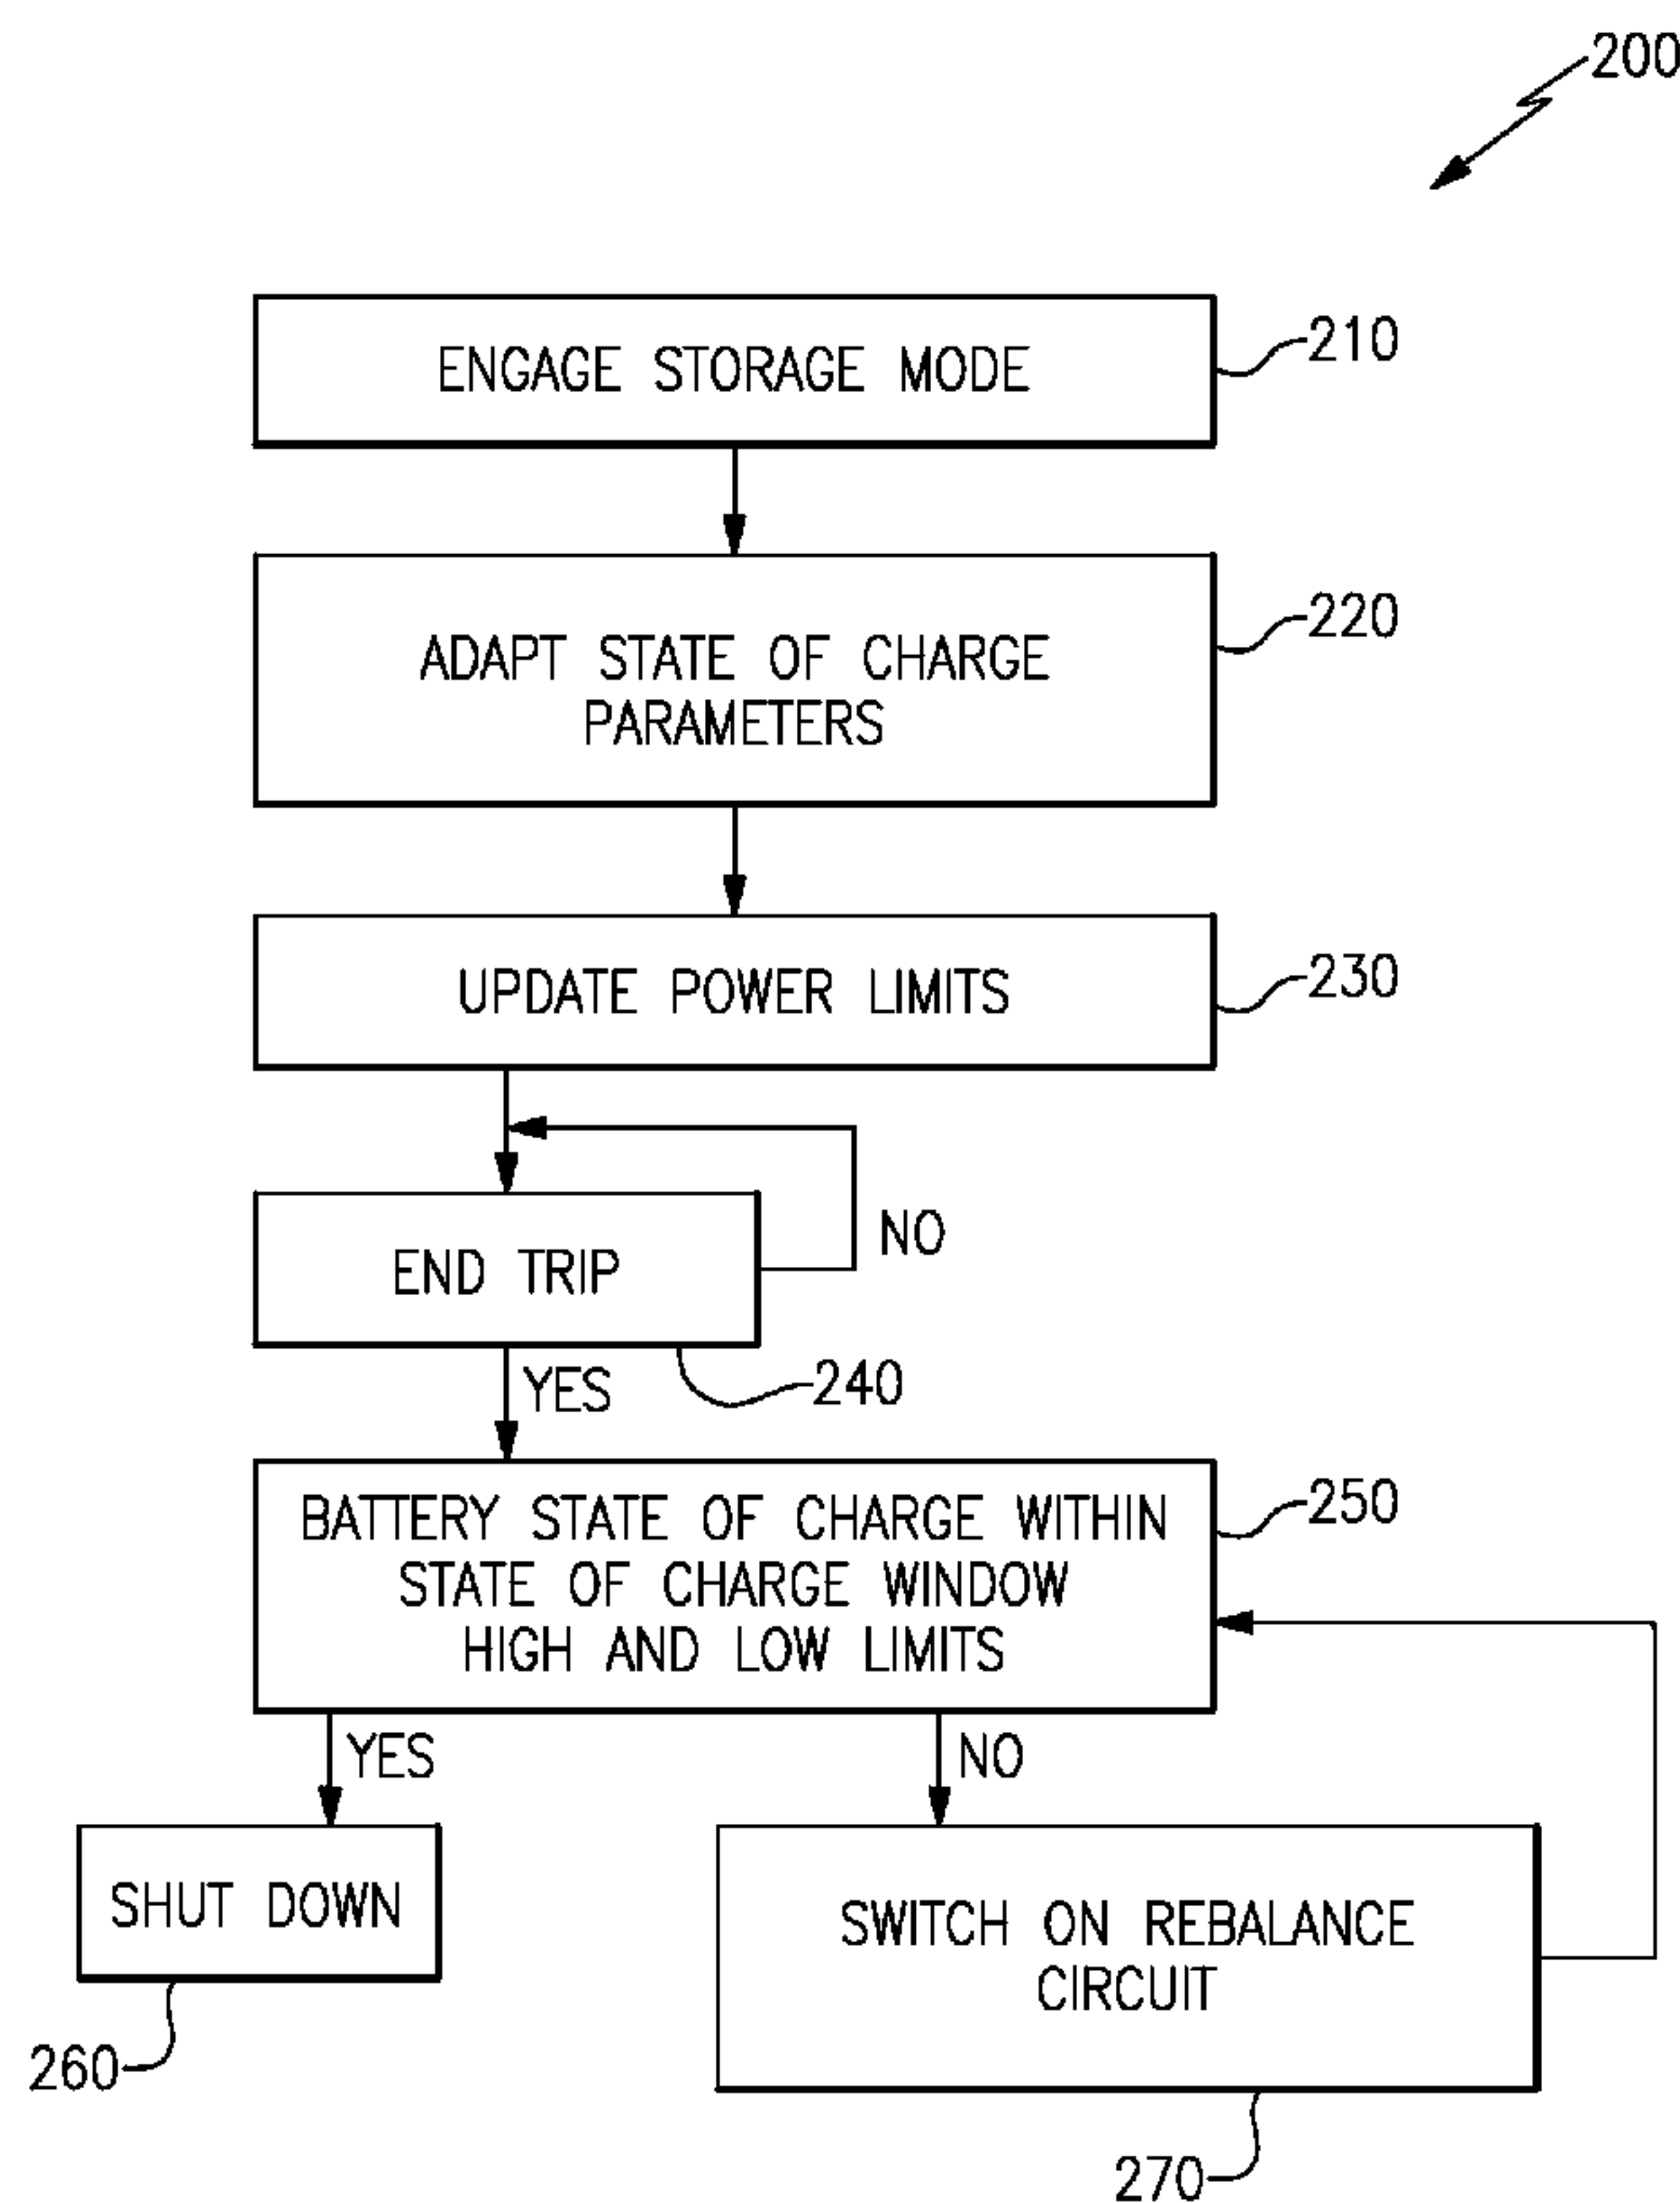 200
ENGAGE STORAGE MODE
210
ADAPT STATE OF CHARGE
PARAMETERS
220
UPDATE POWER LIMITS
230
END TRIP
NO
YES
240
BATTERY STATE OF CHARGE WITHIN
STATE OF CHARGE WINDOW
HIGH AND LOW LIMITS
250
YES
NO
SHUT DOWN
260
SWITCH ON REBALANCE
CIRCUIT
270